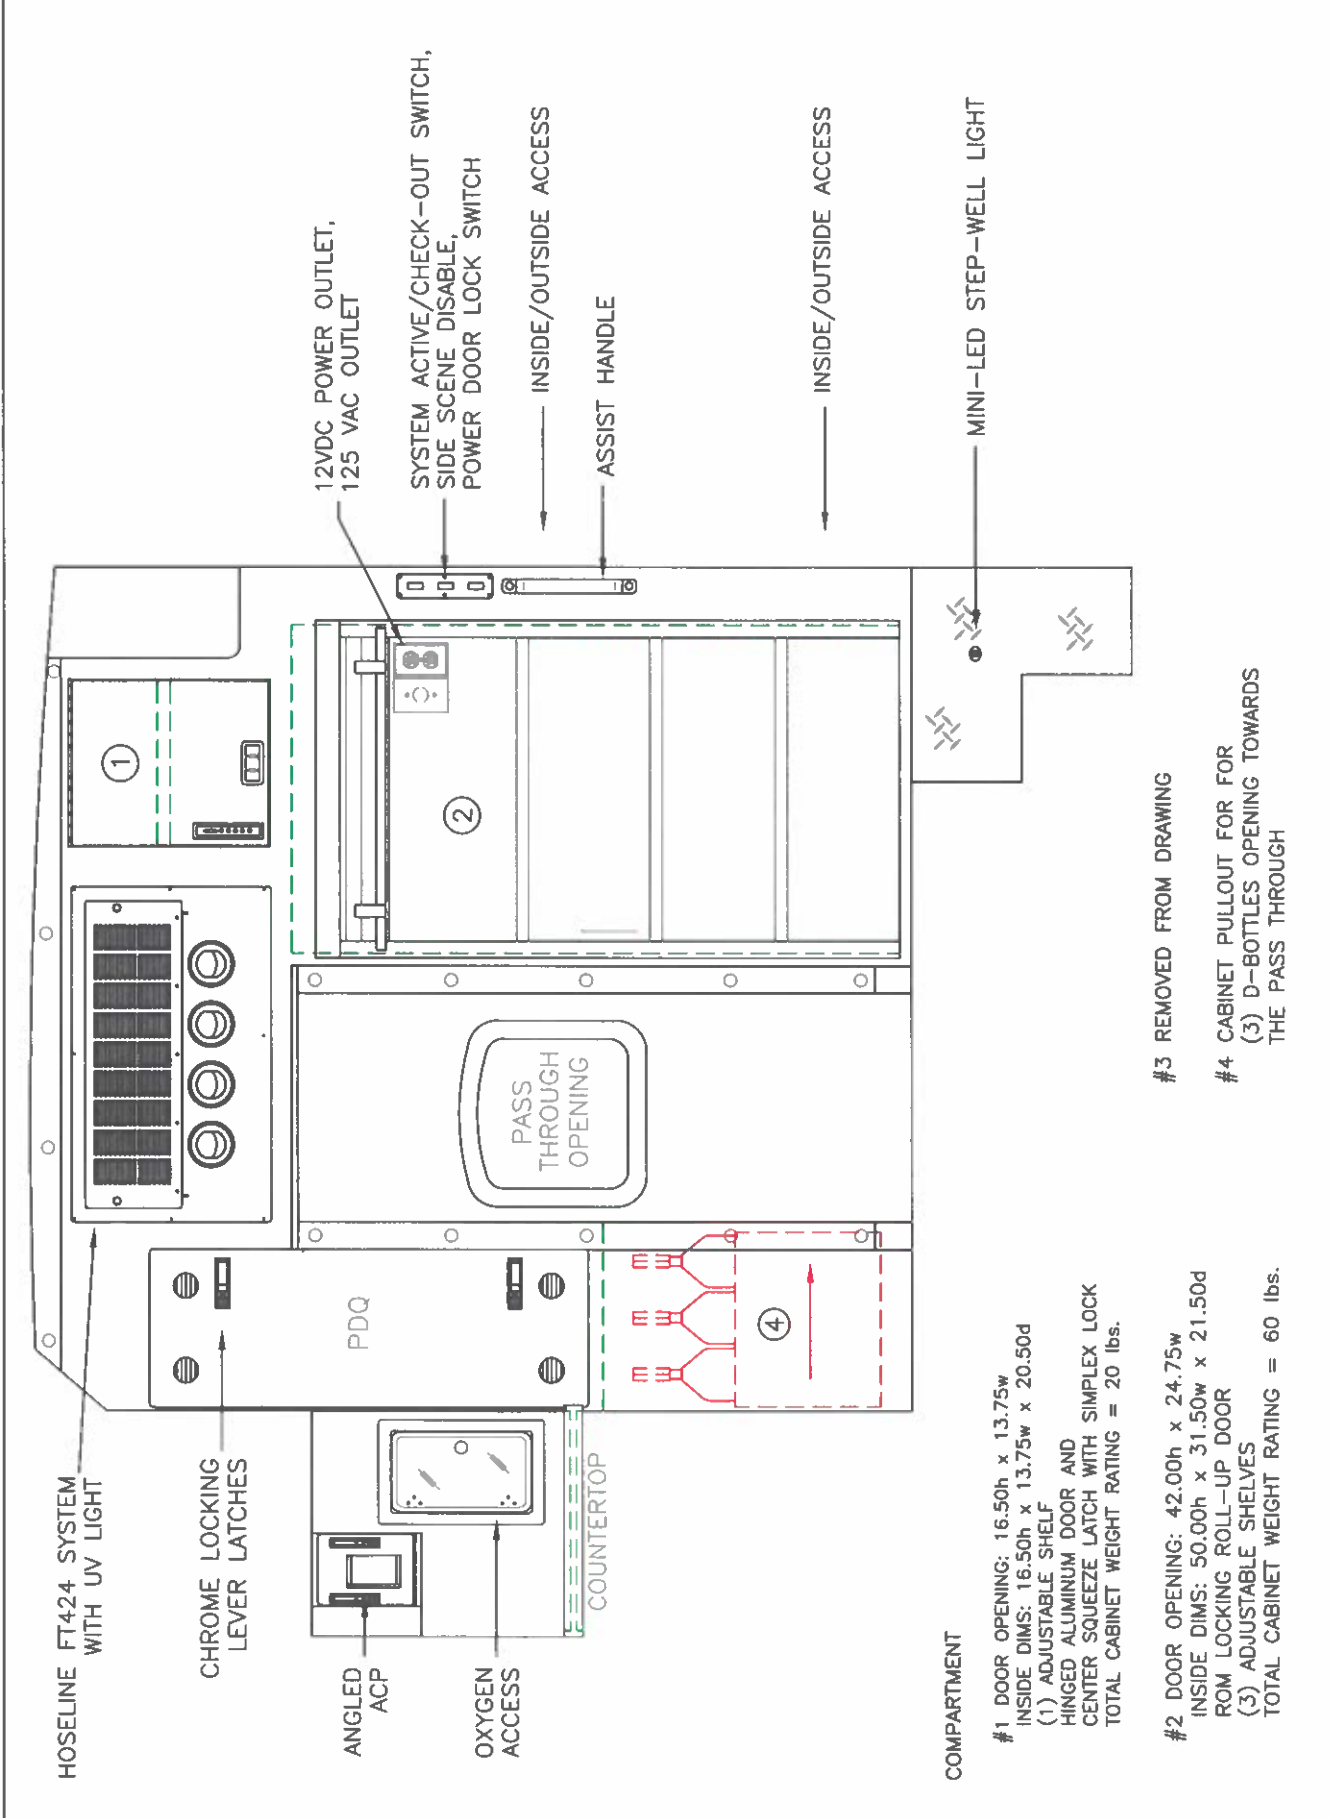 HOSELINE FT424 SYSTEM
WITH UV LIGHT
CHROME LOCKING
LEVER LATCHES
ANGLED
ACP
OXYGEN
ACCESS
PDQ
COUNTERTOP
PASS
THROUGH
OPENING
1
2
4
12VDC POWER OUTLET,
125 VAC OUTLET
SYSTEM ACTIVE/CHECK-OUT SWITCH,
SIDE SCENE DISABLE,
POWER DOOR LOCK SWITCH
INSIDE/OUTSIDE ACCESS
ASSIST HANDLE
INSIDE/OUTSIDE ACCESS
MINI-LED STEP-WELL LIGHT
COMPARTMENT
#1 DOOR OPENING: 16.50h x 13.75w
INSIDE DIMS: 16.50h x 13.75w x 20.50d
(1) ADJUSTABLE SHELF
HINGED ALUMINUM DOOR AND
CENTER SQUEEZE LATCH WITH SIMPLEX LOCK
TOTAL CABINET WEIGHT RATING = 20 lbs.
#2 DOOR OPENING: 42.00h x 24.75w
INSIDE DIMS: 50.00h x 31.50w x 21.50d
ROM LOCKING ROLL-UP DOOR
(3) ADJUSTABLE SHELVES
TOTAL CABINET WEIGHT RATING = 60 lbs.
#3 REMOVED FROM DRAWING
#4 CABINET PULLOUT FOR FOR
(3) D-BOTTLES OPENING TOWARDS
THE PASS THROUGH